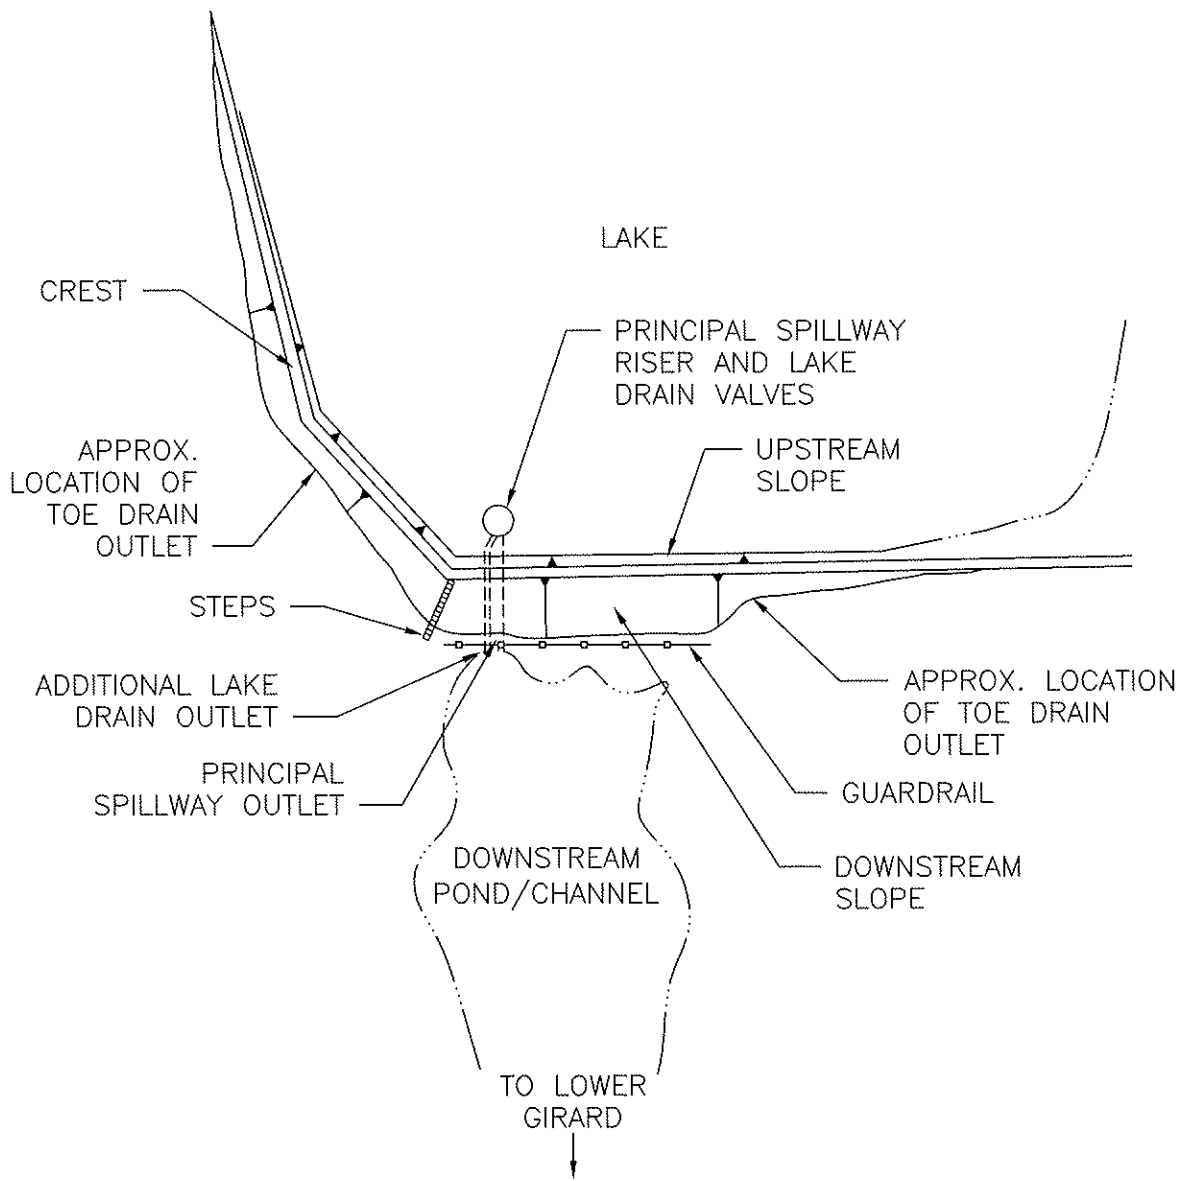 LAKE
CREST
PRINCIPAL SPILLWAY
RISER AND LAKE
DRAIN VALVES
APPROX.
LOCATION OF
TOE DRAIN
OUTLET
UPSTREAM
SLOPE
STEPS
ADDITIONAL LAKE
DRAIN OUTLET
APPROX. LOCATION
OF TOE DRAIN
OUTLET
PRINCIPAL
SPILLWAY OUTLET
GUARDRAIL
DOWNSTREAM
POND/CHANNEL
DOWNSTREAM
SLOPE
TO LOWER
GIRARD